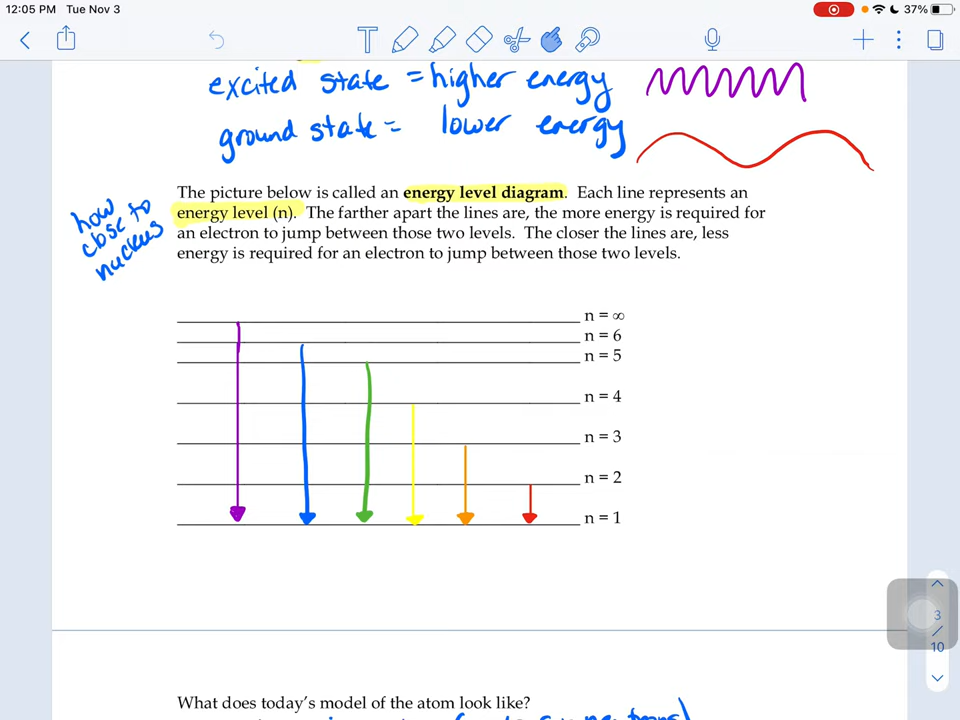 12:05 PM Tue Nov 3
37%
T
excited state = higher energy
ground state = lower energy
The picture below is called an energy level diagram. Each line represents an
energy level (n). The farther apart the lines are, the more energy is required for
an electron to jump between those two levels. The closer the lines are, less
energy is required for an electron to jump between those two levels.
how
close to
nucleus
n = ∞
n = 6
n = 5
n = 4
n = 3
n = 2
n = 1
3
/
10
What does today's model of the atom look like?